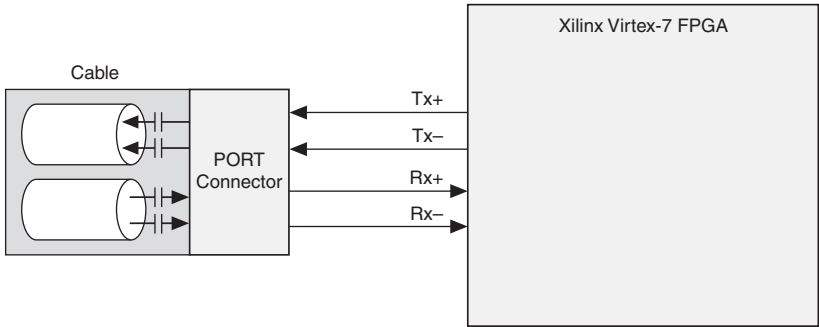 Xilinx Virtex-7 FPGA
Cable
PORT
Connector
Tx+
Tx–
Rx+
Rx–